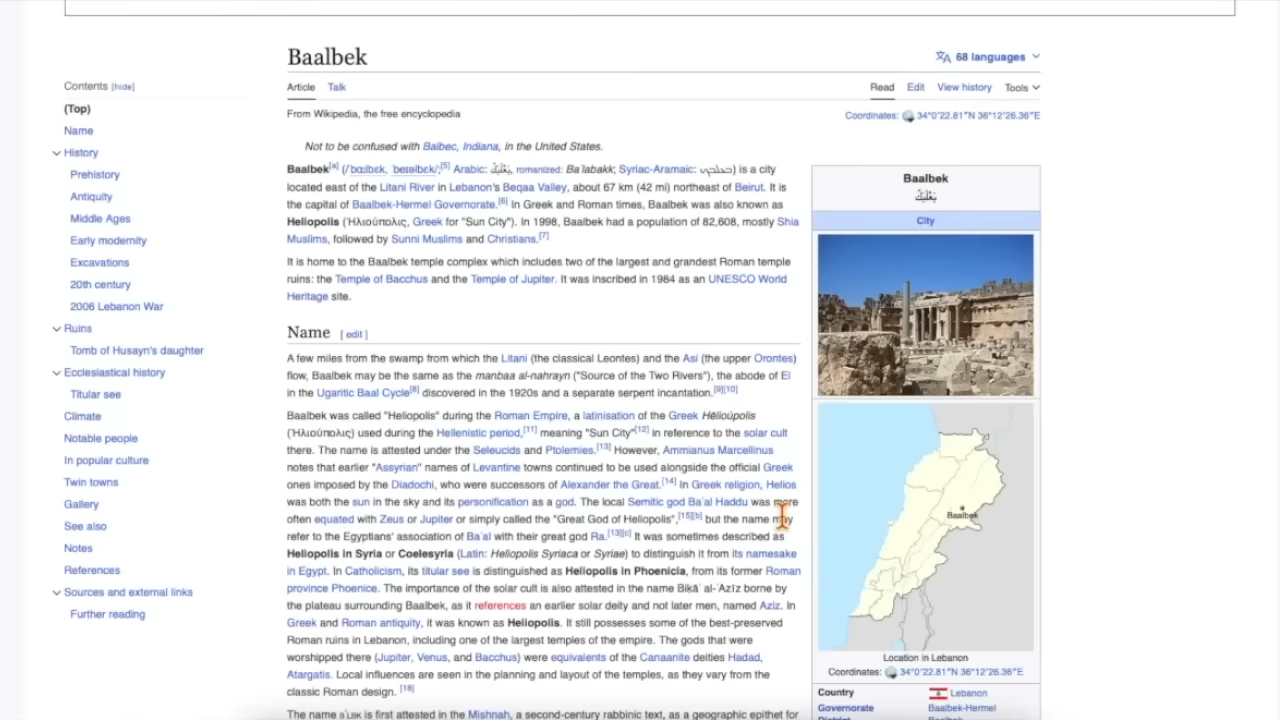 Baalbek
68 languages
Article Talk Read Edit View history Tools
From Wikipedia, the free encyclopedia
Coordinates: 34°0′22.81″N 36°12′26.36″E
Contents [hide]
(Top)
Name
History
Prehistory
Antiquity
Middle Ages
Early modernity
Excavations
20th century
2006 Lebanon War
Ruins
Tomb of Husayn's daughter
Ecclesiastical history
Titular see
Climate
Notable people
In popular culture
Twin towns
Gallery
See also
Notes
References
Sources and external links
Further reading
Not to be confused with Balbec, Indiana, in the United States.
Baalbek[a] (/ˈbɑːlbɛk, ˈbeɪəlbɛk/;[5] Arabic: بَعْلَبَكّ, romanized: Baʿlabakk; Syriac-Aramaic: ) is a city
located east of the Litani River in Lebanon's Beqaa Valley, about 67 km (42 mi) northeast of Beirut. It is
the capital of Baalbek-Hermel Governorate.[6] In Greek and Roman times, Baalbek was also known as
Heliopolis (Ἡλιούπολις, Greek for "Sun City"). In 1998, Baalbek had a population of 82,608, mostly Shia
Muslims, followed by Sunni Muslims and Christians.[7]
It is home to the Baalbek temple complex which includes two of the largest and grandest Roman temple
ruins: the Temple of Bacchus and the Temple of Jupiter. It was inscribed in 1984 as an UNESCO World
Heritage site.
Name [ edit ]
A few miles from the swamp from which the Litani (the classical Leontes) and the Asi (the upper Orontes)
flow, Baalbek may be the same as the manbaa al-nahrayn ("Source of the Two Rivers"), the abode of El
in the Ugaritic Baal Cycle[8] discovered in the 1920s and a separate serpent incantation.[9][10]
Baalbek was called "Heliopolis" during the Roman Empire, a latinisation of the Greek Hēlioúpolis
(Ἡλιούπολις) used during the Hellenistic period,[11] meaning "Sun City"[12] in reference to the solar cult
there. The name is attested under the Seleucids and Ptolemies.[13] However, Ammianus Marcellinus
notes that earlier "Assyrian" names of Levantine towns continued to be used alongside the official Greek
ones imposed by the Diadochi, who were successors of Alexander the Great.[14] In Greek religion, Helios
was both the sun in the sky and its personification as a god. The local Semitic god Baʿal Haddu was more
often equated with Zeus or Jupiter or simply called the "Great God of Heliopolis",[15][b] but the name may
refer to the Egyptians' association of Baʿal with their great god Ra.[13][c] It was sometimes described as
Heliopolis in Syria or Coelesyria (Latin: Heliopolis Syriaca or Syriae) to distinguish it from its namesake
in Egypt. In Catholicism, its titular see is distinguished as Heliopolis in Phoenicia, from its former Roman
province Phoenice. The importance of the solar cult is also attested in the name Biḳāʿ al-ʿAzīz borne by
the plateau surrounding Baalbek, as it references an earlier solar deity and not later men, named Aziz. In
Greek and Roman antiquity, it was known as Heliopolis. It still possesses some of the best-preserved
Roman ruins in Lebanon, including one of the largest temples of the empire. The gods that were
worshipped there (Jupiter, Venus, and Bacchus) were equivalents of the Canaanite deities Hadad,
Atargatis. Local influences are seen in the planning and layout of the temples, as they vary from the
classic Roman design. [18]
The name BʿLBK is first attested in the Mishnah, a second-century rabbinic text, as a geographic epithet for
Baalbek
بَعْلَبَكّ
City
Baalbek
Location in Lebanon
Coordinates: 34°0′22.81″N 36°12′26.36″E
Country Lebanon
Governorate Baalbek-Hermel
District Baalbek